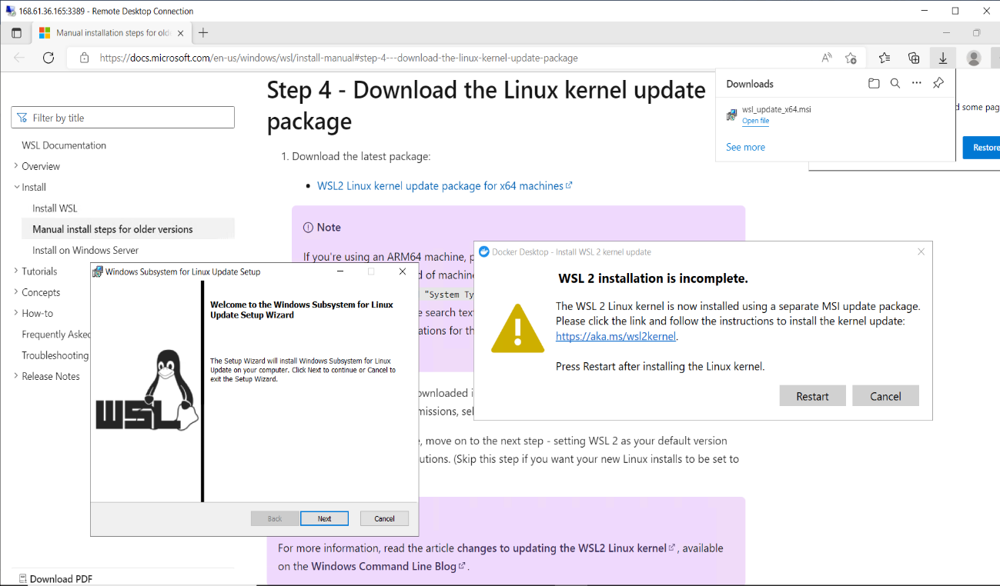 168.61.36.165:3389 - Remote Desktop Connection
Manual installation steps for olde
https://docs.microsoft.com/en-us/windows/wsl/install-manual#step-4---download-the-linux-kernel-update-package
Downloads
wsl_update_x64.msi
Open file
See more
d some pag
Restore
Filter by title
WSL Documentation
Overview
Install
Install WSL
Manual install steps for older versions
Install on Windows Server
Tutorials
Concepts
How-to
Frequently Asked
Troubleshooting
Release Notes
Download PDF
Step 4 - Download the Linux kernel update
package
1. Download the latest package:
WSL2 Linux kernel update package for x64 machines
Note
If you're using an ARM64 machine, p
d of machine
"System Ty
e search text
ations for th
ownloaded i
missions, sel
, move on to the next step - setting WSL 2 as your default version
utions. (Skip this step if you want your new Linux installs to be set to
For more information, read the article changes to updating the WSL2 Linux kernel, available
on the Windows Command Line Blog.
Windows Subsystem for Linux Update Setup
Welcome to the Windows Subsystem for Linux
Update Setup Wizard
The Setup Wizard will install Windows Subsystem for Linux
Update on your computer. Click Next to continue or Cancel to
exit the Setup Wizard.
WSL
Back
Next
Cancel
Docker Desktop - Install WSL 2 kernel update
WSL 2 installation is incomplete.
The WSL 2 Linux kernel is now installed using a separate MSI update package.
Please click the link and follow the instructions to install the kernel update:
https://aka.ms/wsl2kernel.
Press Restart after installing the Linux kernel.
Restart
Cancel